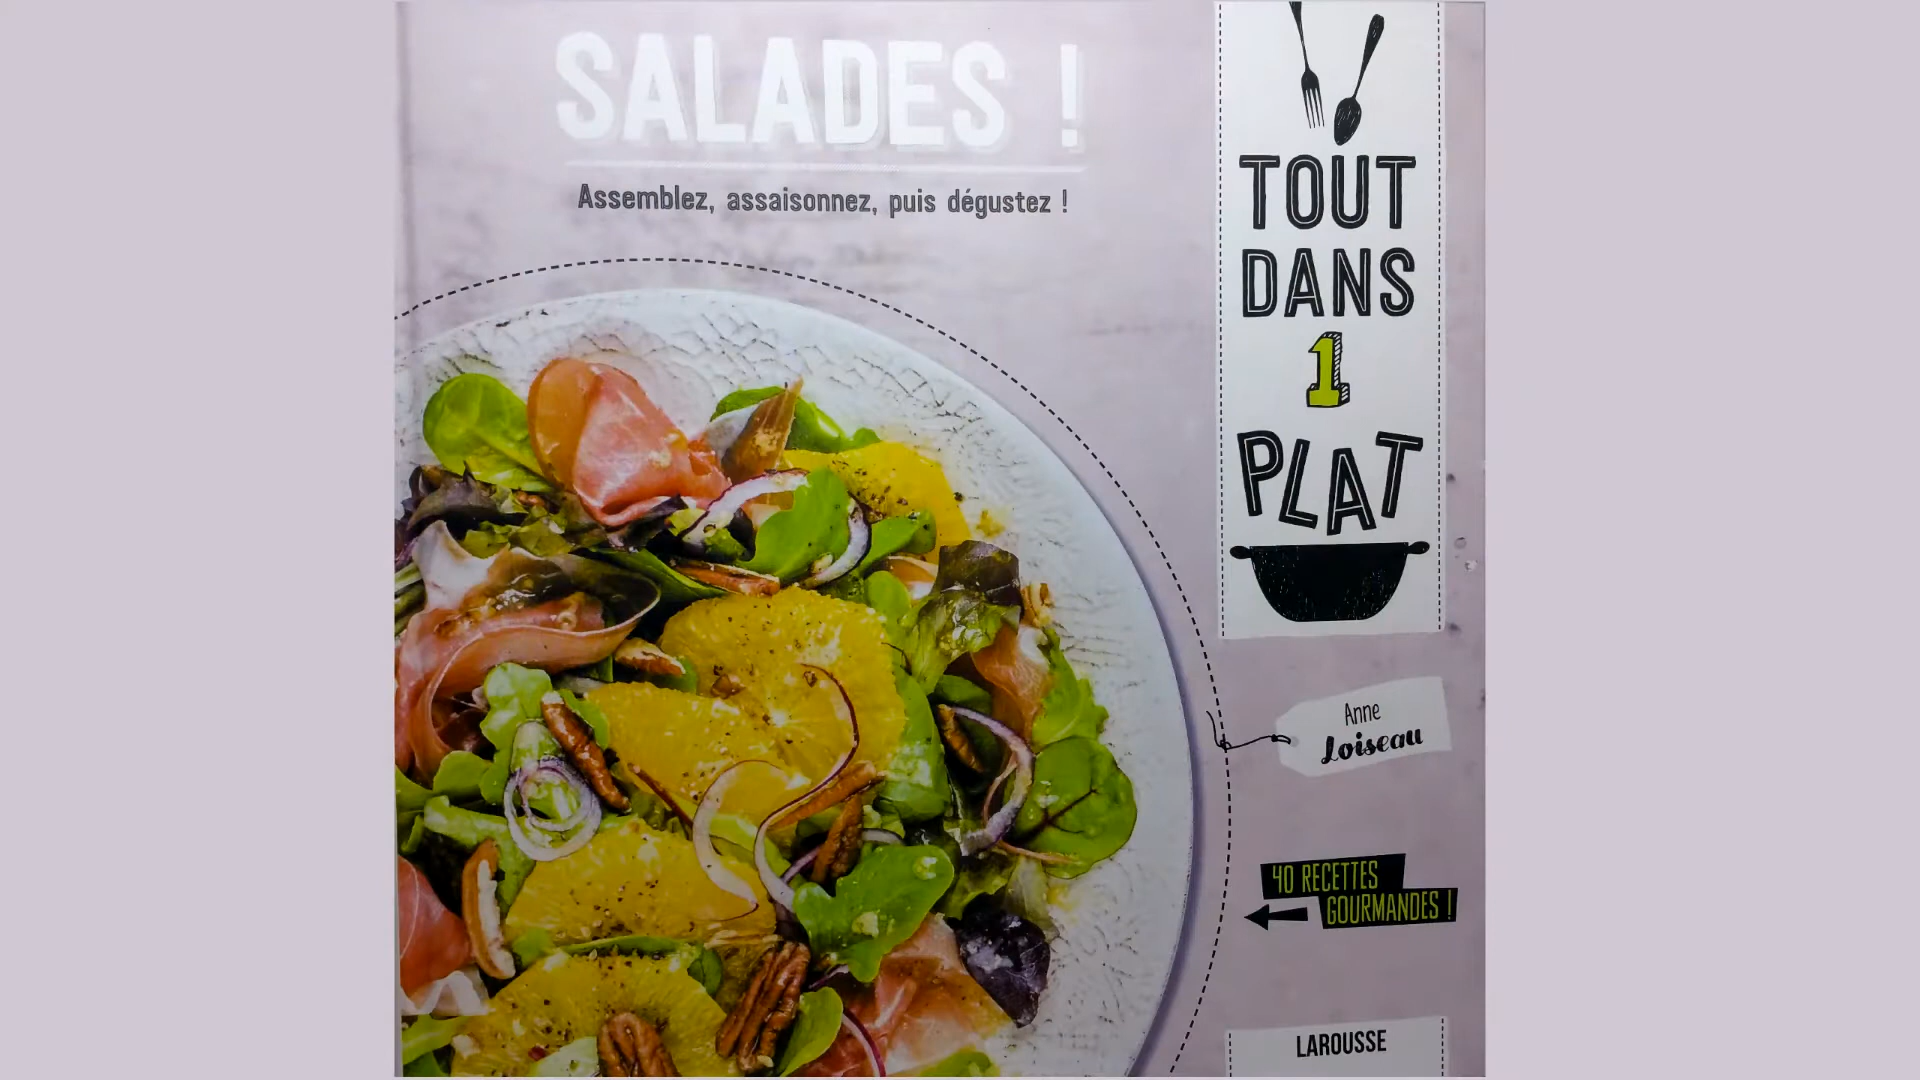 SALADES !
Assemblez, assaisonnez, puis dégustez !
TOUT
DANS
1
PLAT
Anne
Loiseau
40 RECETTES
GOURMANDES !
LAROUSSE